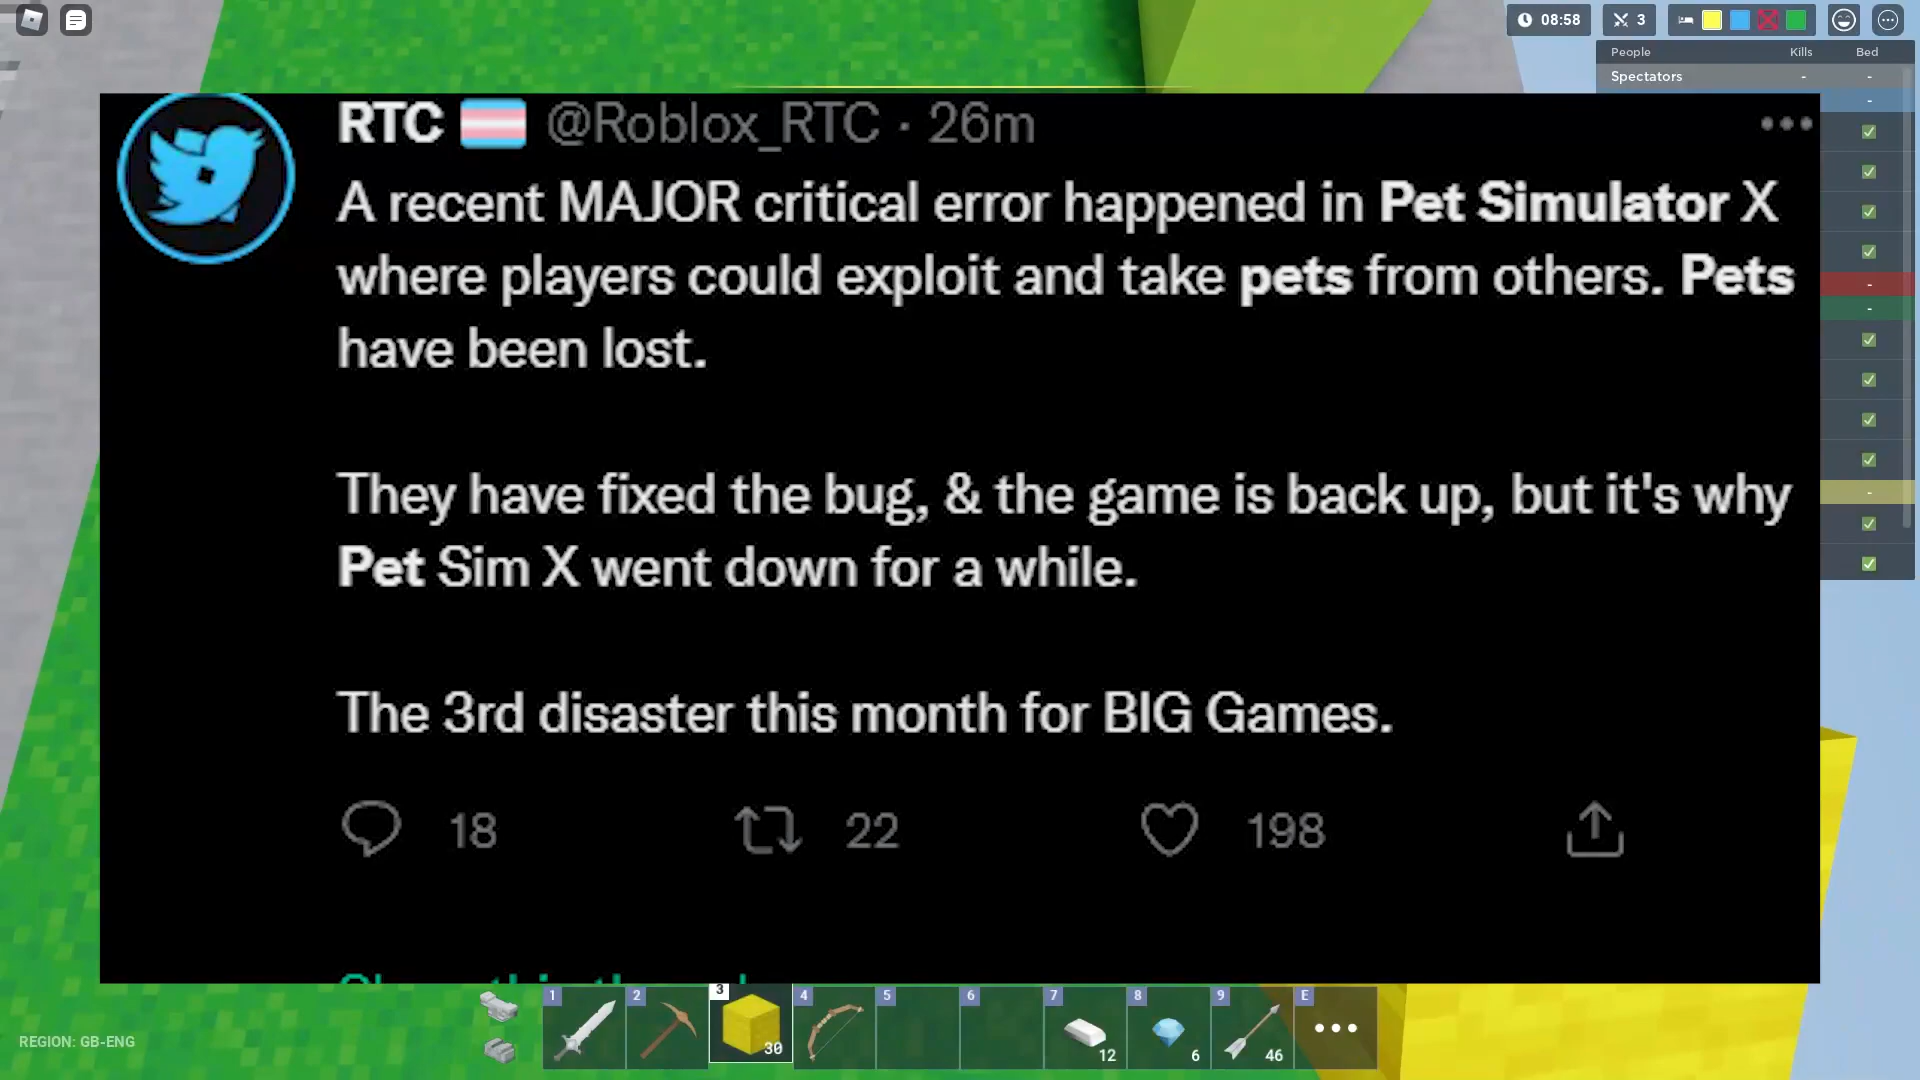 08:58
3
People Kills Bed
Spectators - -
-
RTC @Roblox_RTC · 26m
A recent MAJOR critical error happened in Pet Simulator X
where players could exploit and take pets from others. Pets
have been lost.
-
-
They have fixed the bug, & the game is back up, but it's why
-
Pet Sim X went down for a while.
The 3rd disaster this month for BIG Games.
18 22 198
1 2 3 4 5 6 7 8 9 E
30 12 6 46
REGION: GB-ENG